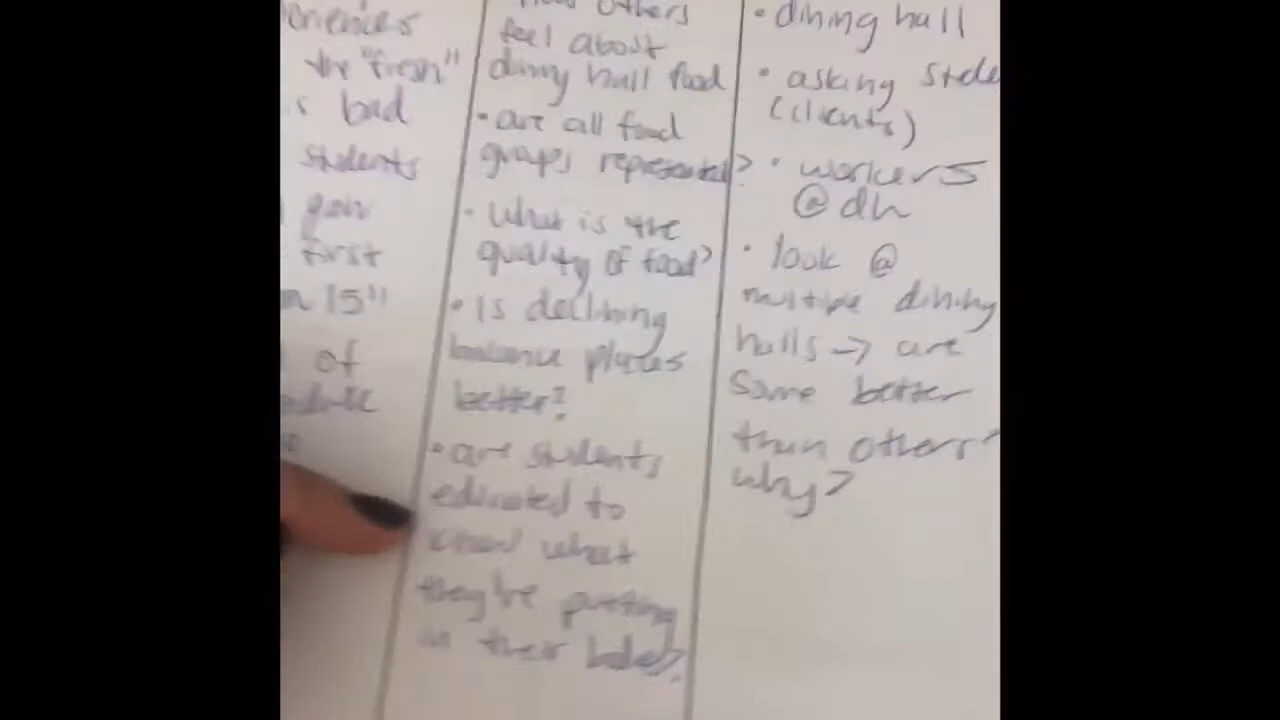 the "fresh"
bad
students
gain
first
15"
of
others
feel about
dining hall food
• are all food
groups represented?
• what is the
quality of food?
• is declining
balance places
better?
• are students
educated to
know what
they're putting
in their bodies?
• dining hall
• asking stude
(clients)
• workers
@ dh
• look @
multiple dining
halls → are
some better
than others?
why?